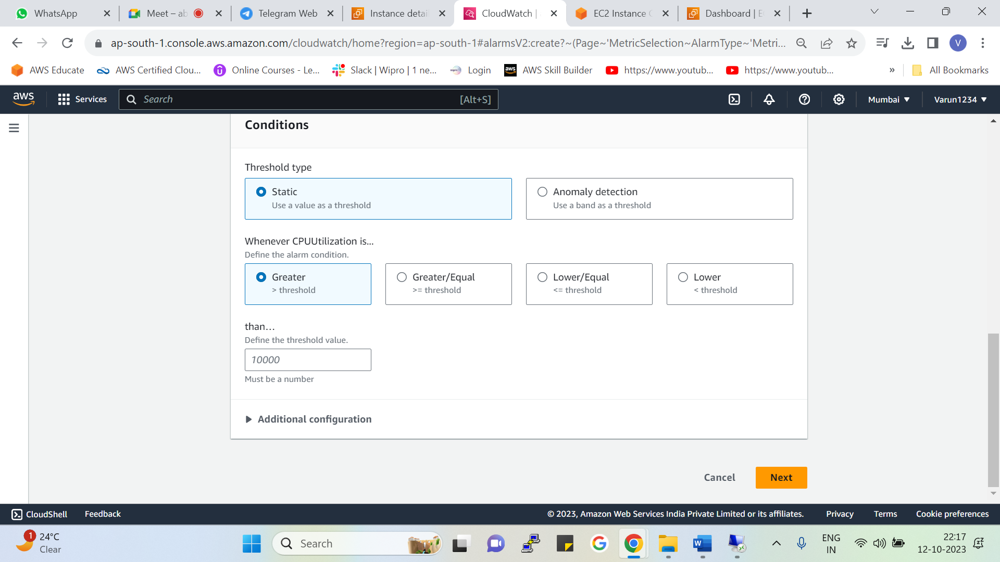 WhatsApp
Meet – ab
Telegram Web
Instance detail
CloudWatch |
EC2 Instance C
Dashboard | E
ap-south-1.console.aws.amazon.com/cloudwatch/home?region=ap-south-1#alarmsV2:create?~(Page~'MetricSelection~AlarmType~'Metri...
V
AWS Educate
AWS Certified Clou...
Online Courses - Le...
Slack | Wipro | 1 ne...
Login
AWS Skill Builder
https://www.youtub...
https://www.youtub...
»
All Bookmarks
aws
Services
Search
[Alt+S]
Mumbai
Varun1234
Conditions
Threshold type
Static
Use a value as a threshold
Anomaly detection
Use a band as a threshold
Whenever CPUUtilization is...
Define the alarm condition.
Greater
> threshold
Greater/Equal
>= threshold
Lower/Equal
<= threshold
Lower
< threshold
than...
Define the threshold value.
10000
Must be a number
Additional configuration
Cancel
Next
CloudShell
Feedback
© 2023, Amazon Web Services India Private Limited or its affiliates.
Privacy
Terms
Cookie preferences
1
24°C
Clear
Search
ENG
IN
22:17
12-10-2023